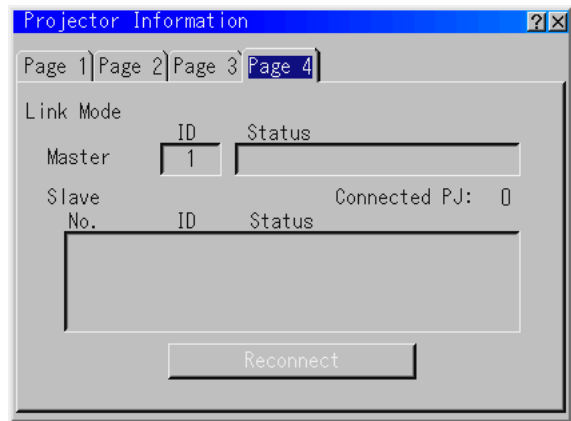 Projector Information ? ×
Page 1 Page 2 Page 3 Page 4
Link Mode
ID Status
Master 1
Slave Connected PJ: 0
No. ID Status
Reconnect